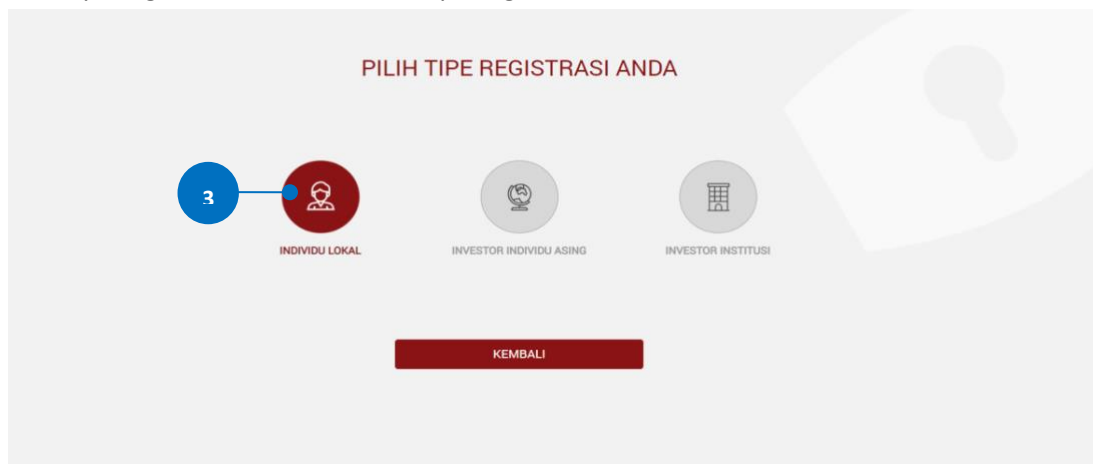 PILIH TIPE REGISTRASI ANDA
3
INDIVIDU LOKAL
INVESTOR INDIVIDU ASING
INVESTOR INSTITUSI
KEMBALI